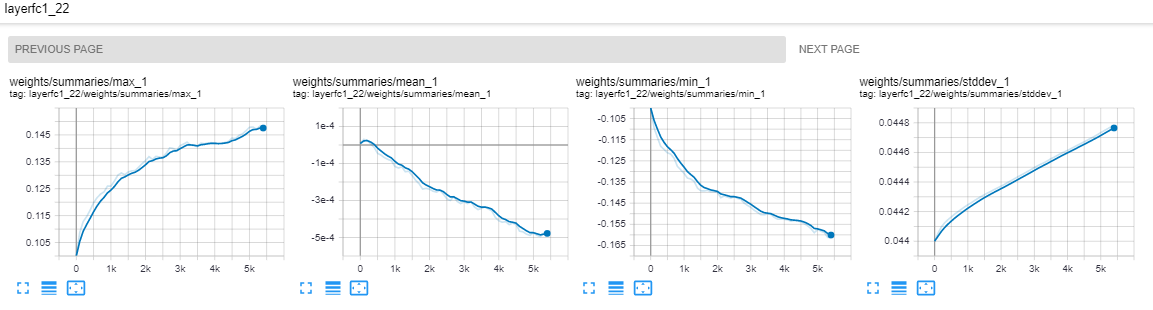 layerfc1_22
PREVIOUS PAGE NEXT PAGE
weights/summaries/max_1
tag: layerfc1_22/weights/summaries/max_1
0.145
0.135
0.125
0.115
0.105
0 1k 2k 3k 4k 5k
weights/summaries/mean_1
tag: layerfc1_22/weights/summaries/mean_1
1e-4
-1e-4
-3e-4
-5e-4
0 1k 2k 3k 4k 5k
weights/summaries/min_1
tag: layerfc1_22/weights/summaries/min_1
-0.105
-0.115
-0.125
-0.135
-0.145
-0.155
-0.165
0 1k 2k 3k 4k 5k
weights/summaries/stddev_1
tag: layerfc1_22/weights/summaries/stddev_1
0.0448
0.0446
0.0444
0.0442
0.044
0 1k 2k 3k 4k 5k